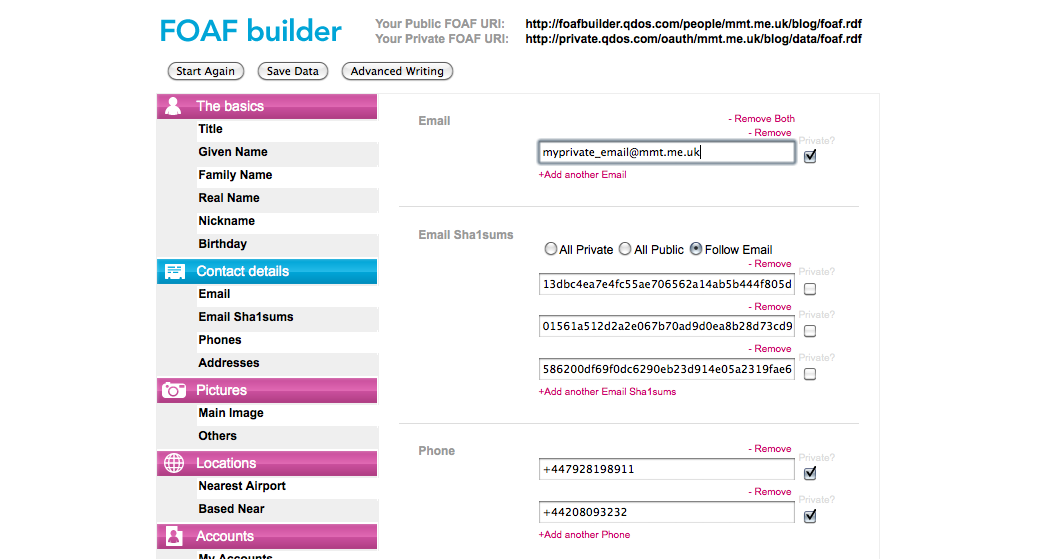 FOAF builder
Your Public FOAF URI: http://foafbuilder.qdos.com/people/mmt.me.uk/blog/foaf.rdf
Your Private FOAF URI: http://private.qdos.com/oauth/mmt.me.uk/blog/data/foaf.rdf
Start Again Save Data Advanced Writing
The basics
Title
Given Name
Family Name
Real Name
Nickname
Birthday
Contact details
Email
Email Sha1sums
Phones
Addresses
Pictures
Main Image
Others
Locations
Nearest Airport
Based Near
Accounts
My Accounts
Email
- Remove Both
- Remove
Private?
myprivate_email@mmt.me.uk
+Add another Email
Email Sha1sums
All Private All Public Follow Email
- Remove
Private?
13dbc4ea7e4fc55ae706562a14ab5b444f805d
- Remove
Private?
01561a512d2a2e067b70ad9d0ea8b28d73cd9
- Remove
Private?
586200df69f0dc6290eb23d914e05a2319fae6
+Add another Email Sha1sums
Phone
- Remove
Private?
+447928198911
- Remove
Private?
+44208093232
+Add another Phone